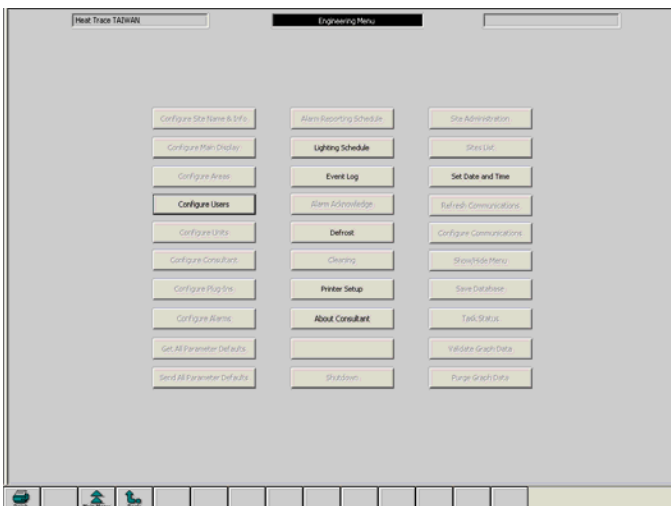 Heat Trace TAIWAN
Engineering Menu
Configure Site Name & Info
Alarm Reporting Schedule
Site Administration
Configure Main Display
Lighting Schedule
Sites List
Configure Areas
Event Log
Set Date and Time
Configure Users
Alarm Acknowledge
Refresh Communications
Configure Units
Defrost
Configure Communications
Configure Consultant
Cleaning
Show/Hide Menu
Configure Plug-Ins
Printer Setup
Save Database
Configure Alarms
About Consultant
Task Status
Get All Parameter Defaults
Validate Graph Data
Send All Parameter Defaults
Shutdown
Purge Graph Data